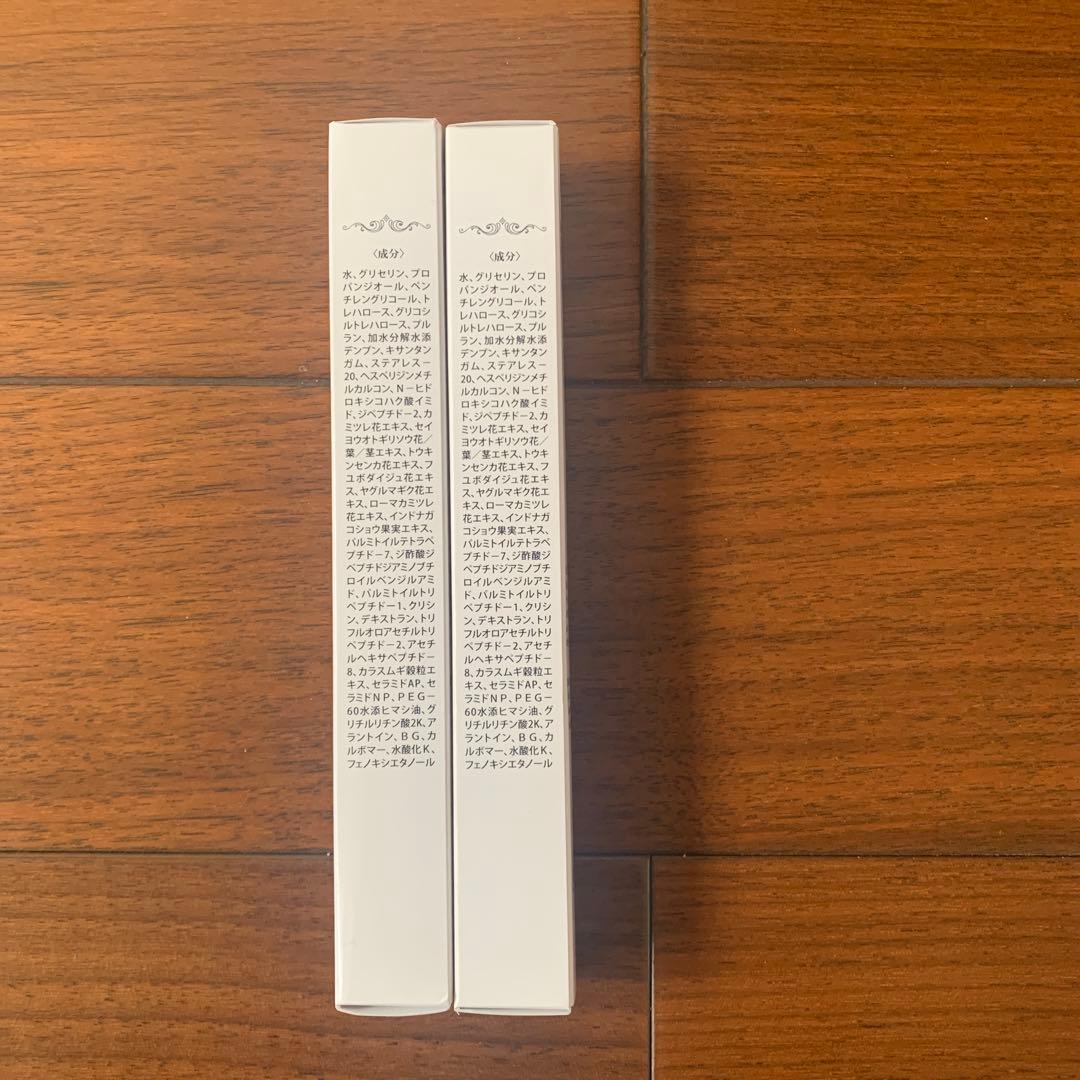 〈成分〉
水、グリセリン、プロ
パンジオール、ペン
チレングリコール、ト
レハロース、グリコシ
ルトレハロース、プル
ラン、加水分解水添
デンプン、キサンタン
ガム、ステアレス－
20、ヘスペリジンメチ
ルカルコン、N－ヒド
ロキシコハク酸イミ
ド、ジペプチド－2、カ
ミツレ花エキス、セイ
ヨウオトギリソウ花／
葉／茎エキス、トウキ
ンセンカ花エキス、フ
ユボダイジュ花エキ
ス、ヤグルマギク花エ
キス、ローマカミツレ
花エキス、インドナガ
コショウ果実エキス、
パルミトイルテトラペ
プチド－7、ジ酢酸ジ
ペプチドジアミノブチ
ロイルベンジルアミ
ド、パルミトイルトリ
ペプチド－1、クリシ
ン、デキストラン、トリ
フルオロアセチルトリ
ペプチド－2、アセチ
ルヘキサペプチド－
8、カラスムギ穀粒エ
キス、セラミドAP、セ
ラミドNP、PEG－
60水添ヒマシ油、グ
リチルリチン酸2K、ア
ラントイン、BG、カ
ルボマー、水酸化K、
フェノキシエタノール
〈成分〉
水、グリセリン、プロ
パンジオール、ペン
チレングリコール、ト
レハロース、グリコシ
ルトレハロース、プル
ラン、加水分解水添
デンプン、キサンタン
ガム、ステアレス－
20、ヘスペリジンメチ
ルカルコン、N－ヒド
ロキシコハク酸イミ
ド、ジペプチド－2、カ
ミツレ花エキス、セイ
ヨウオトギリソウ花／
葉／茎エキス、トウキ
ンセンカ花エキス、フ
ユボダイジュ花エキ
ス、ヤグルマギク花エ
キス、ローマカミツレ
花エキス、インドナガ
コショウ果実エキス、
パルミトイルテトラペ
プチド－7、ジ酢酸ジ
ペプチドジアミノブチ
ロイルベンジルアミ
ド、パルミトイルトリ
ペプチド－1、クリシ
ン、デキストラン、トリ
フルオロアセチルトリ
ペプチド－2、アセチ
ルヘキサペプチド－
8、カラスムギ穀粒エ
キス、セラミドAP、セ
ラミドNP、PEG－
60水添ヒマシ油、グ
リチルリチン酸2K、ア
ラントイン、BG、カ
ルボマー、水酸化K、
フェノキシエタノール